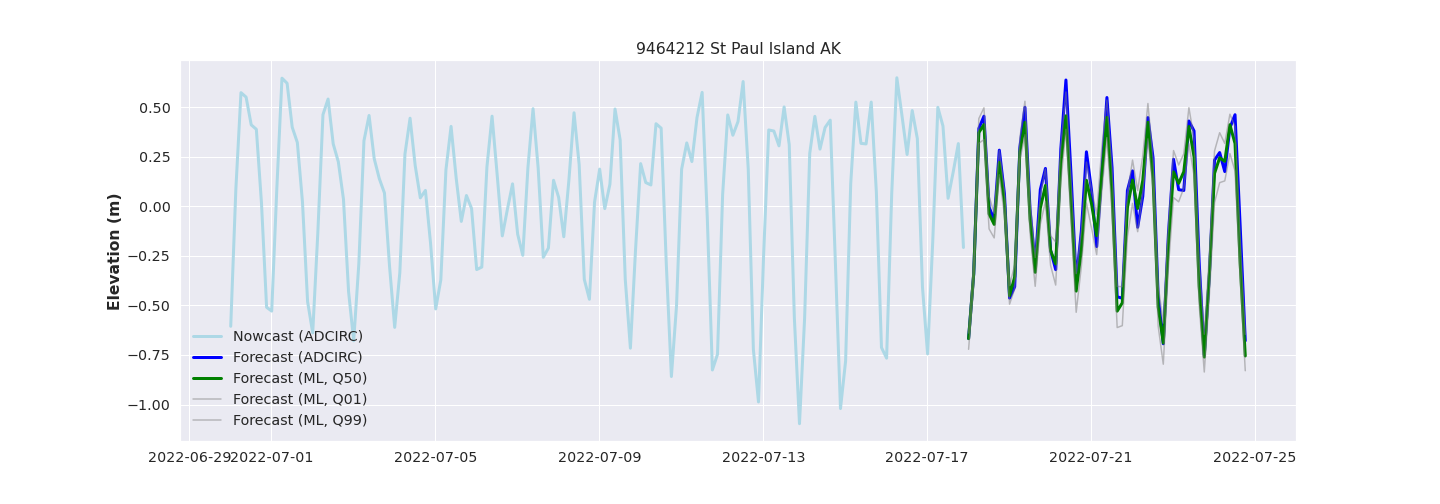 9464212 St Paul Island AK
Elevation (m)
0.50
0.25
0.00
−0.25
−0.50
−0.75
−1.00
Nowcast (ADCIRC)
Forecast (ADCIRC)
Forecast (ML, Q50)
Forecast (ML, Q01)
Forecast (ML, Q99)
2022-06-29 2022-07-01 2022-07-05 2022-07-09 2022-07-13 2022-07-17 2022-07-21 2022-07-25